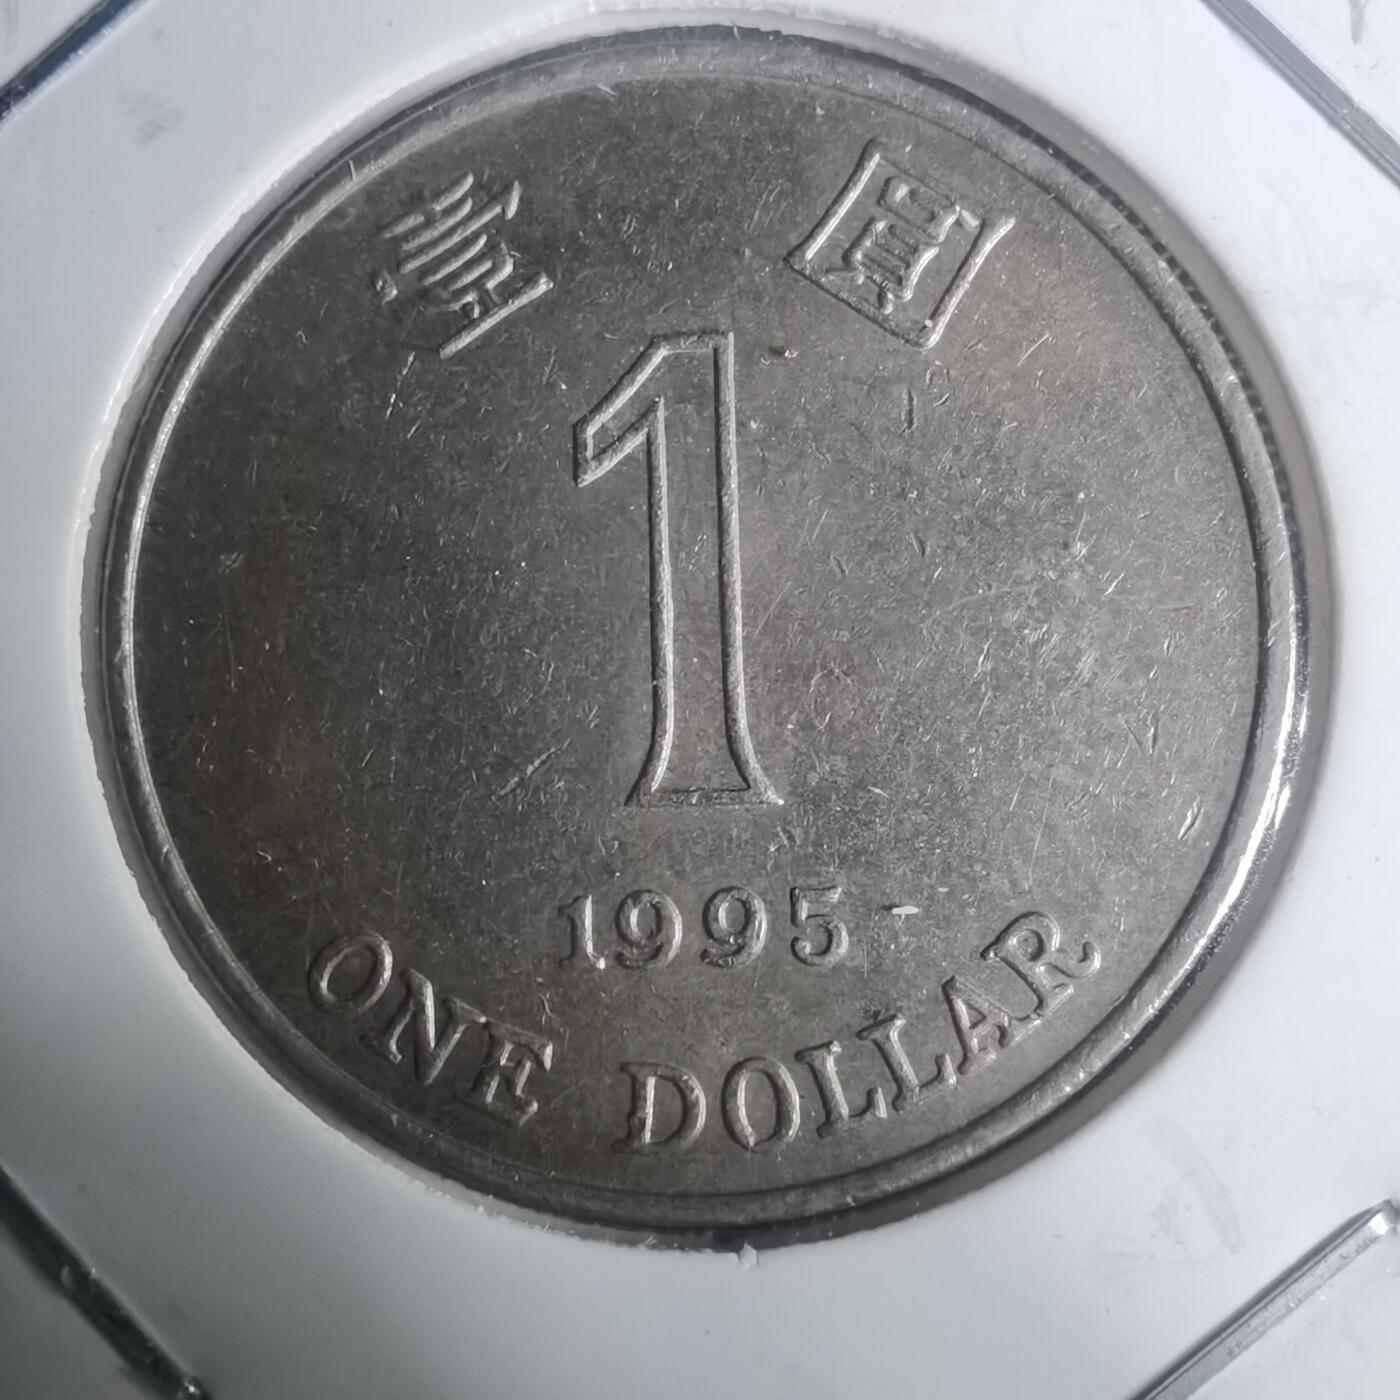 壹 圓
1
1995
ONE DOLLAR